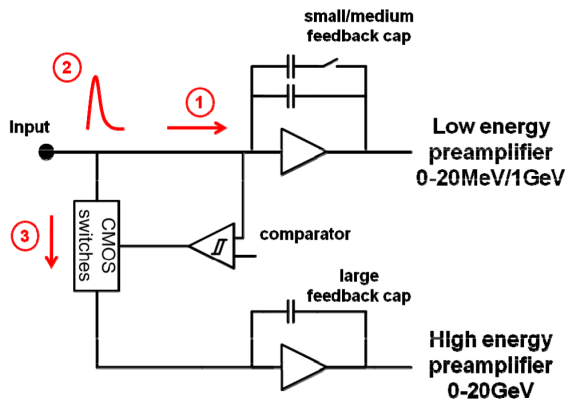 small/medium
feedback cap
2
1
Input
Low energy
preamplifier
0-20MeV/1GeV
3
CMOS
switches
comparator
large
feedback cap
HIgh energy
preamplifier
0-20GeV